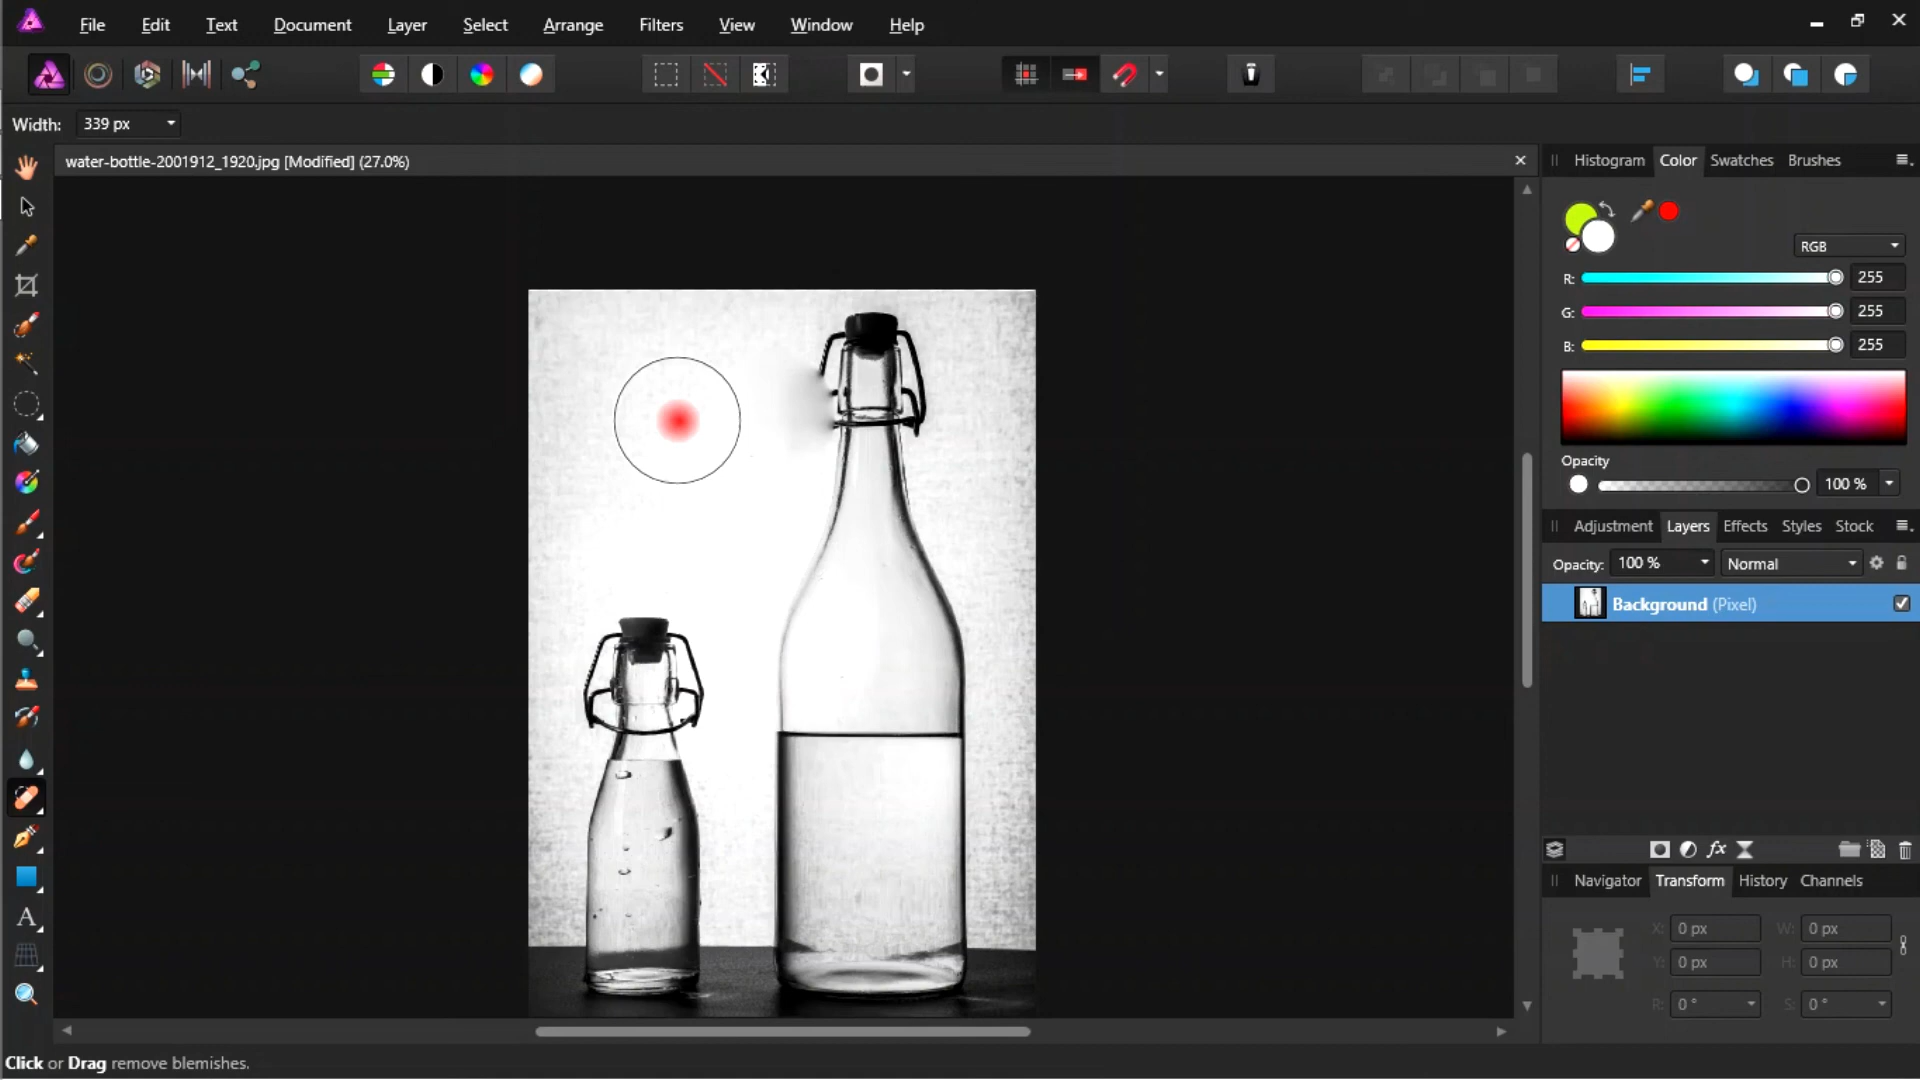 File Edit Text Document Layer Select Arrange Filters View Window Help
Width: 339 px
water-bottle-2001912_1920.jpg [Modified] (27.0%)
Histogram Color Swatches Brushes
RGB
R: 255
G: 255
B: 255
Opacity
100 %
Adjustment Layers Effects Styles Stock
Opacity: 100 % Normal
Background (Pixel)
fx
Navigator Transform History Channels
X: 0 px W: 0 px
Y: 0 px H: 0 px
R: 0 ° S: 0 °
A
Click or Drag remove blemishes.